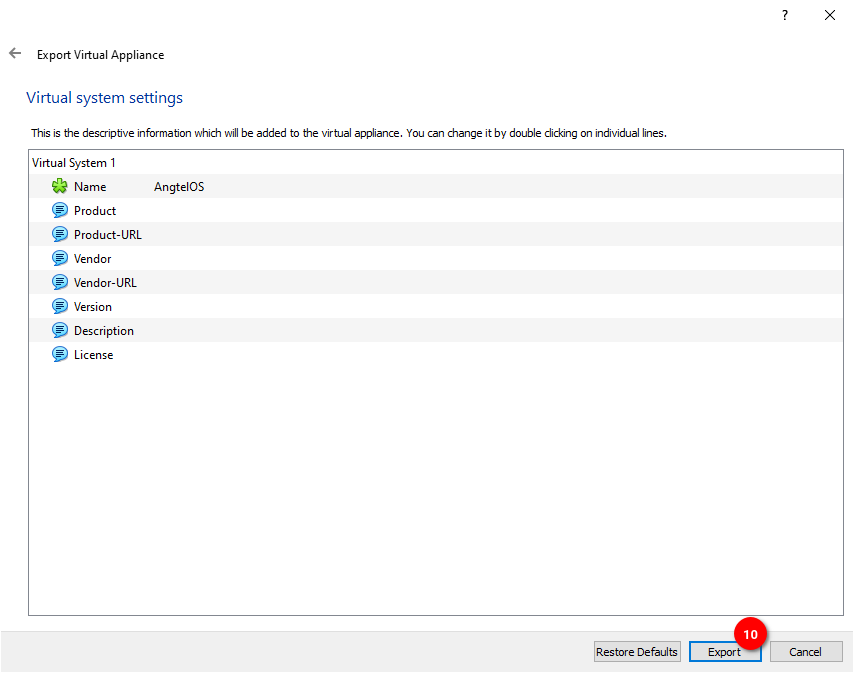 ?
Export Virtual Appliance
Virtual system settings
This is the descriptive information which will be added to the virtual appliance. You can change it by double clicking on individual lines.
Virtual System 1
Name AngtelOS
Product
Product-URL
Vendor
Vendor-URL
Version
Description
License
10
Restore Defaults Export Cancel